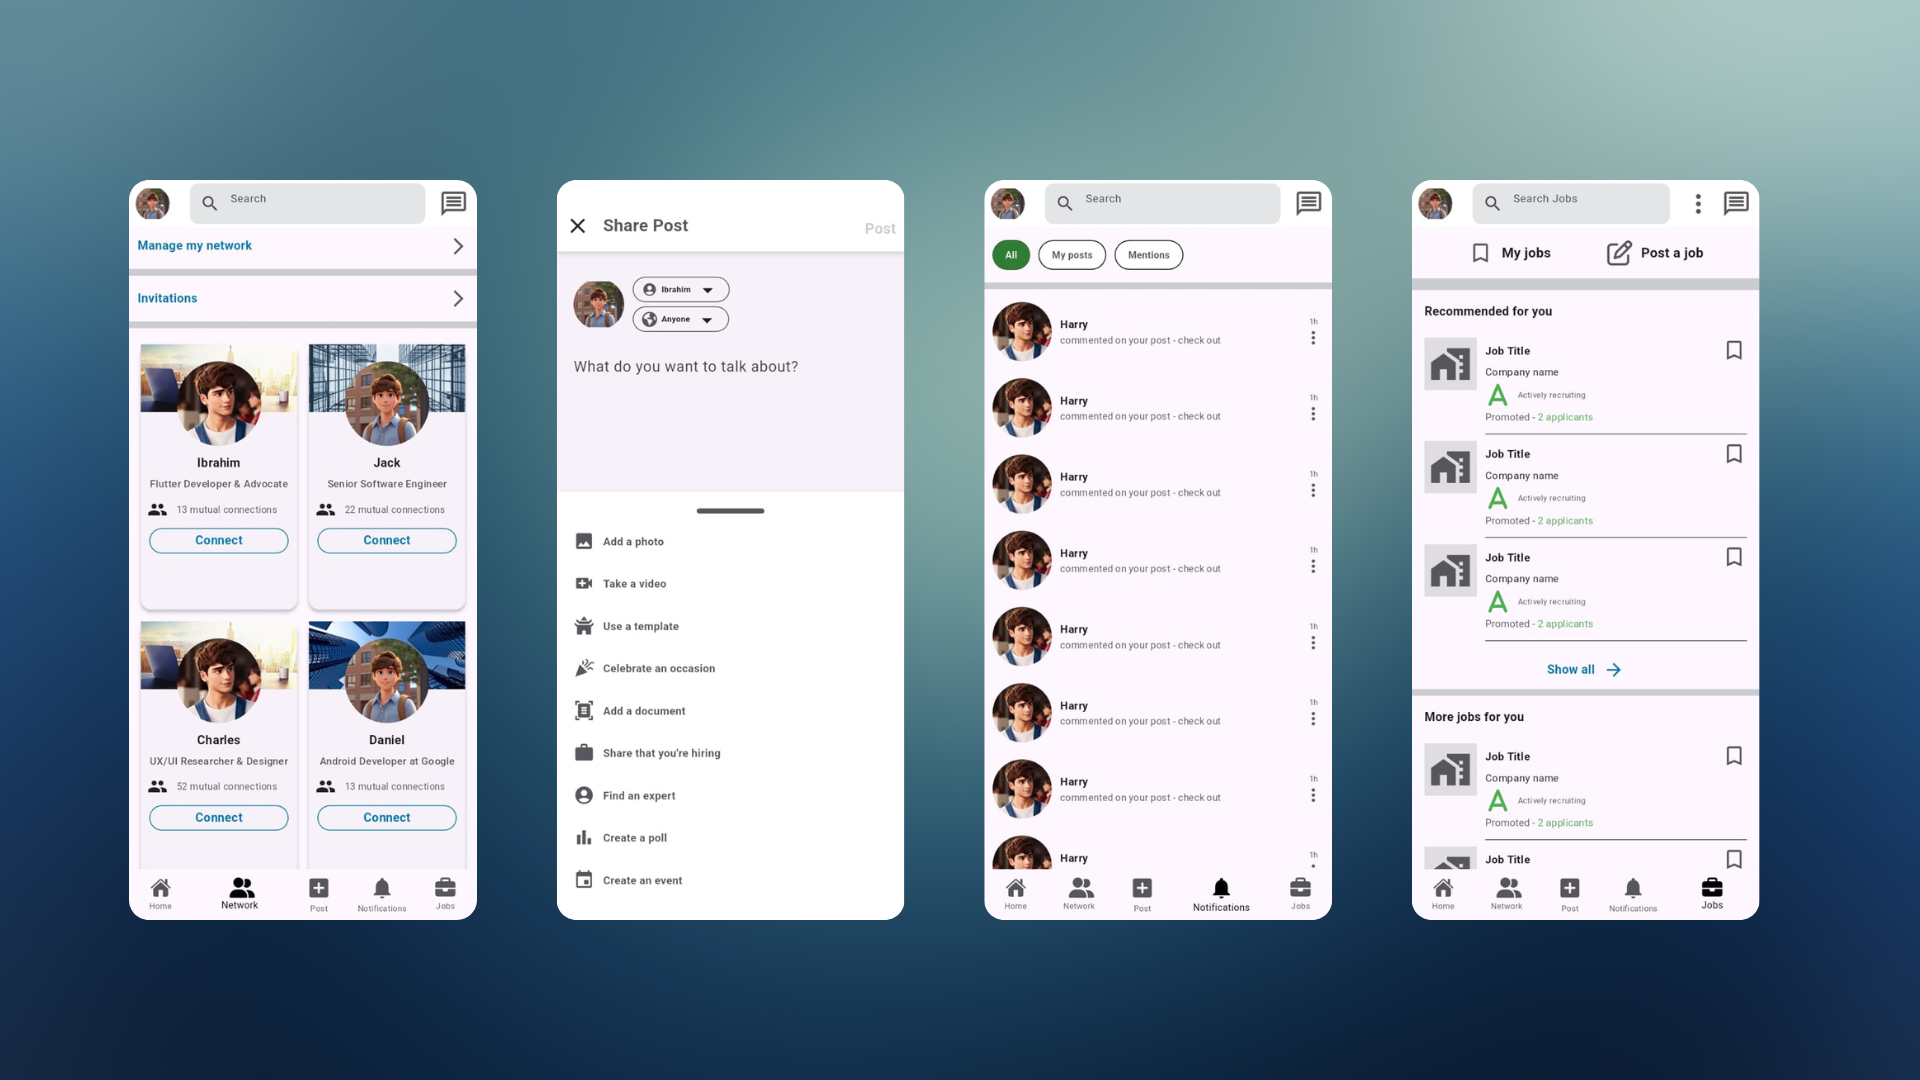 Search
Manage my network
Invitations
Ibrahim
Flutter Developer & Advocate
13 mutual connections
Connect
Jack
Senior Software Engineer
22 mutual connections
Connect
Charles
UX/UI Researcher & Designer
52 mutual connections
Connect
Daniel
Android Developer at Google
13 mutual connections
Connect
Home
Network
Post
Notifications
Jobs
Share Post
Post
Ibrahim
Anyone
What do you want to talk about?
Add a photo
Take a video
Use a template
Celebrate an occasion
Add a document
Share that you're hiring
Find an expert
Create a poll
Create an event
Search
All
My posts
Mentions
Harry
1h
commented on your post - check out
Harry
1h
commented on your post - check out
Harry
1h
commented on your post - check out
Harry
1h
commented on your post - check out
Harry
1h
commented on your post - check out
Harry
1h
commented on your post - check out
Harry
1h
commented on your post - check out
Harry
1h
Home
Network
Post
Notifications
Jobs
Search Jobs
My jobs
Post a job
Recommended for you
Job Title
Company name
Actively recruiting
Promoted - 2 applicants
Job Title
Company name
Actively recruiting
Promoted - 2 applicants
Job Title
Company name
Actively recruiting
Promoted - 2 applicants
Show all
More jobs for you
Job Title
Company name
Actively recruiting
Promoted - 2 applicants
Job Title
Home
Network
Post
Notifications
Jobs